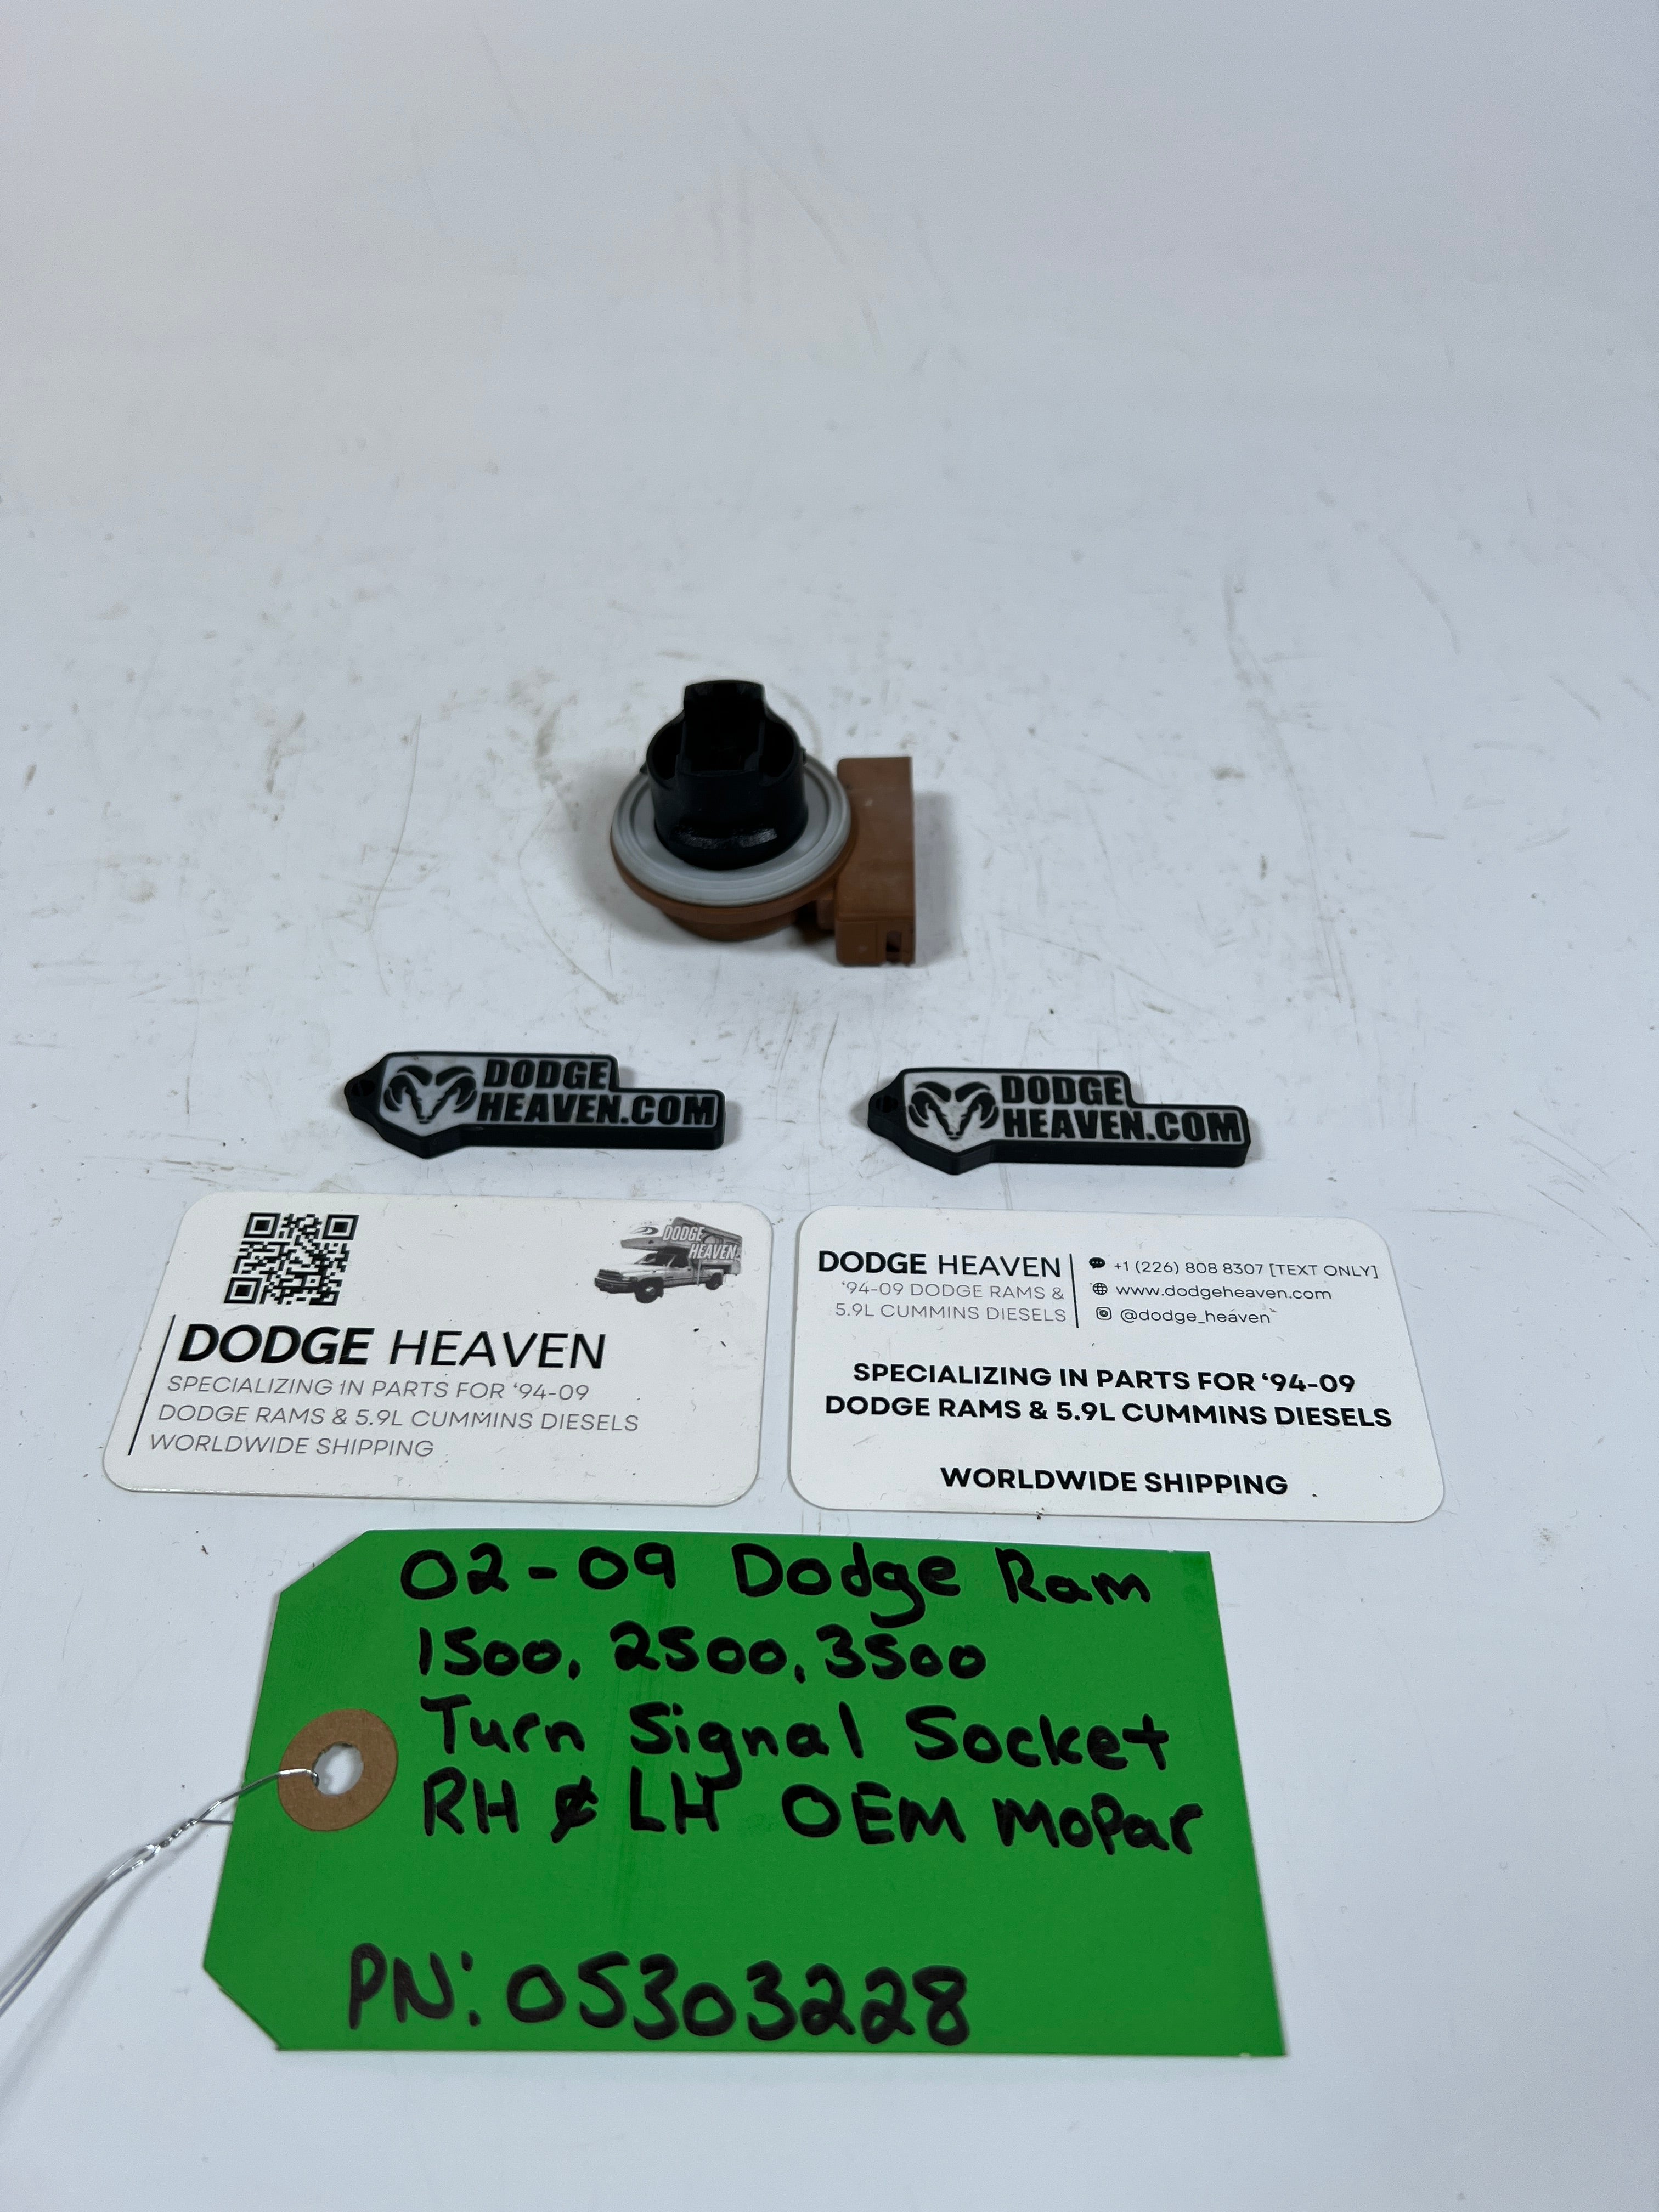 DODGE
HEAVEN.COM
DODGE
HEAVEN.COM
DODGE
HEAVEN
DODGE HEAVEN
SPECIALIZING IN PARTS FOR ‘94-09
DODGE RAMS & 5.9L CUMMINS DIESELS
WORLDWIDE SHIPPING
DODGE HEAVEN
‘94-09 DODGE RAMS &
5.9L CUMMINS DIESELS
+1 (226) 808 8307 [TEXT ONLY]
www.dodgeheaven.com
@dodge_heaven
SPECIALIZING IN PARTS FOR ‘94-09
DODGE RAMS & 5.9L CUMMINS DIESELS
WORLDWIDE SHIPPING
02-09 Dodge Ram
1500, 2500, 3500
Turn Signal Socket
RH & LH OEM Mopar
PN: 05303228